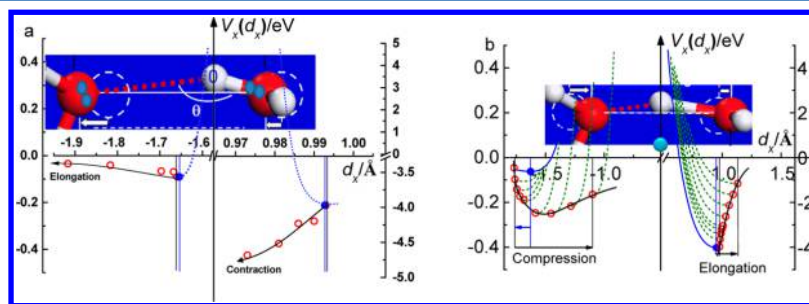 a
Vx(dx)/eV
0.4
0.2
0.0
-0.2
-0.4
-1.9 -1.8 -1.7 -1.6
0.97 0.98 0.99 1.00
dx/Å
5
4
3
2
1
0
-4.0
-4.5
-5.0
θ
Elongation
Contraction
b
Vx(dx)/eV
0.4
0.2
0.0
-0.2
-0.4
-1.5 1.0 1.5
dx/Å
4
2
0
-2
-4
Compression
Elongation